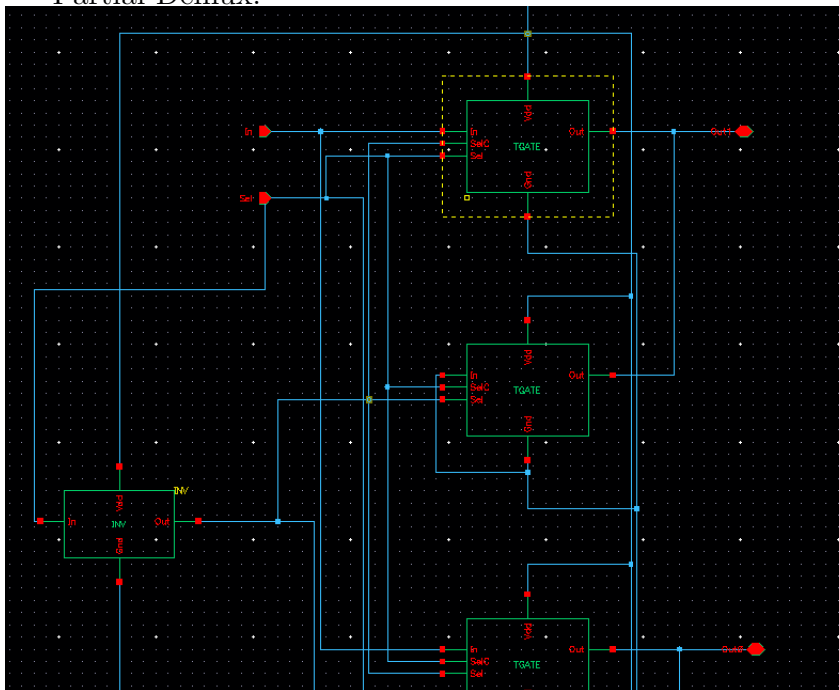 Partial Demux:
Vdd
In
In
SelC
TGATE
Out
Out1
Sel
Gnd
Sel
Vdd
In
SelC
TGATE
Out
Sel
Gnd
INV
Vdd
In
INV
Out
Gnd
Vdd
In
Out
SelC
TGATE
Sel